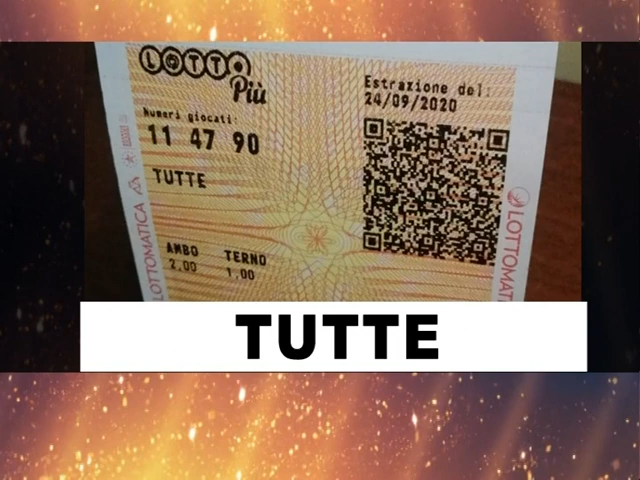 LOTTO
Più
Estrazione del:
24/09/2020
Numeri giocati:
11 47 90
TUTTE
AMBO TERNO
2,00 1,00
LOTTOMATICA
TUTTE